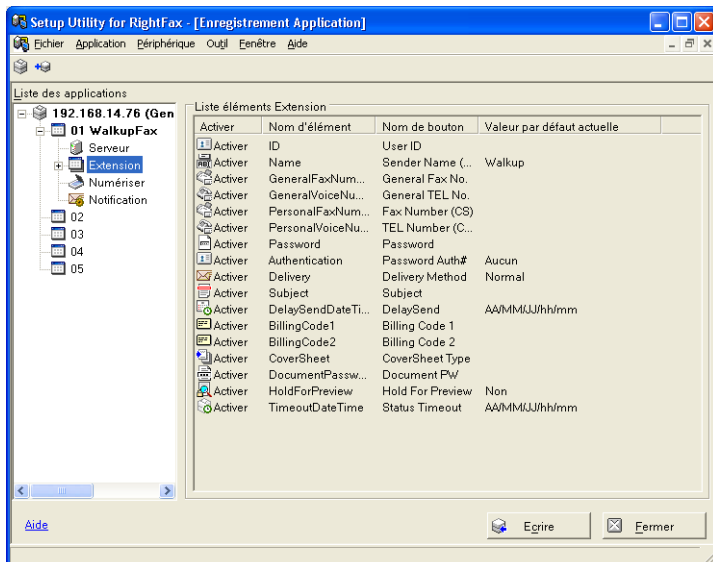 Setup Utility for RightFax - [Enregistrement Application]
Fichier Application Périphérique Outil Fenêtre Aide
Liste des applications
192.168.14.76 (Gen
01 WalkupFax
Serveur
Extension
Numériser
Notification
02
03
04
05
Liste éléments Extension
Activer Nom d'élément Nom de bouton Valeur par défaut actuelle
Activer ID User ID
Activer Name Sender Name (... Walkup
Activer GeneralFaxNum... General Fax No.
Activer GeneralVoiceNu... General TEL No.
Activer PersonalFaxNum... Fax Number (CS)
Activer PersonalVoiceNu... TEL Number (C...
Activer Password Password
Activer Authentication Password Auth# Aucun
Activer Delivery Delivery Method Normal
Activer Subject Subject
Activer DelaySendDateTi... DelaySend AA/MM/JJ/hh/mm
Activer BillingCode1 Billing Code 1
Activer BillingCode2 Billing Code 2
Activer CoverSheet CoverSheet Type
Activer DocumentPassw... Document PW
Activer HoldForPreview Hold For Preview Non
Activer TimeoutDateTime Status Timeout AA/MM/JJ/hh/mm
Aide
Ecrire
Fermer